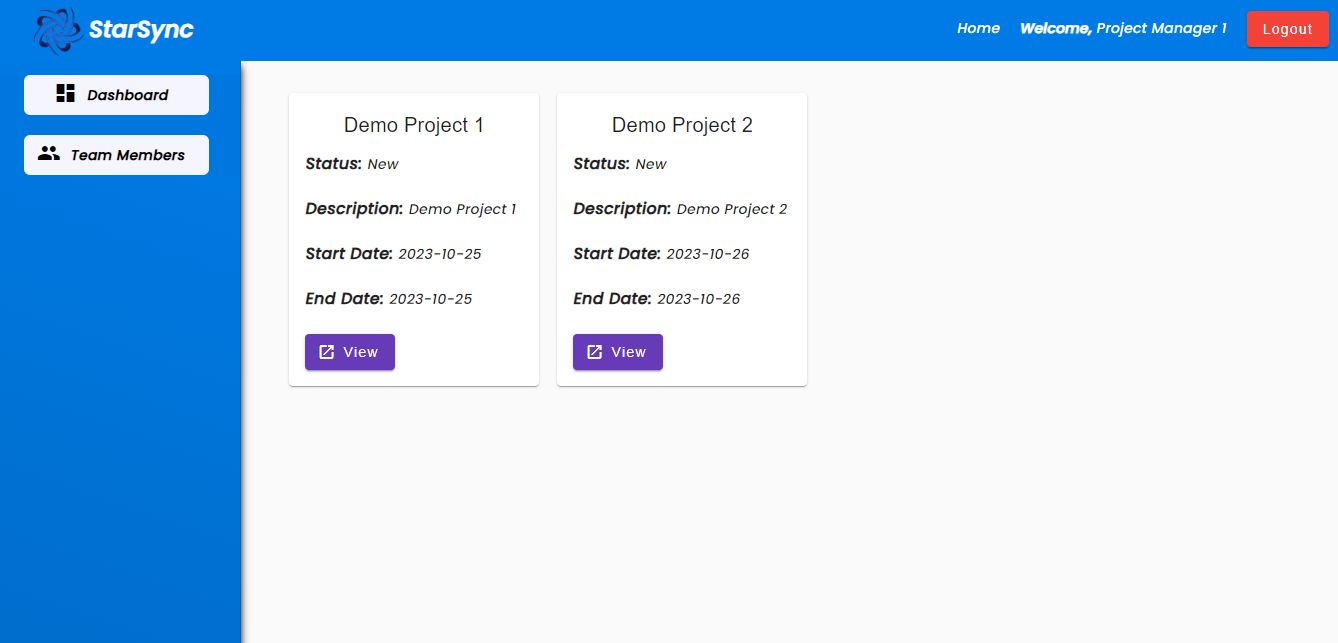 StarSync
Home Welcome, Project Manager 1 Logout
Dashboard
Team Members
Demo Project 1
Status: New
Description: Demo Project 1
Start Date: 2023-10-25
End Date: 2023-10-25
View
Demo Project 2
Status: New
Description: Demo Project 2
Start Date: 2023-10-26
End Date: 2023-10-26
View